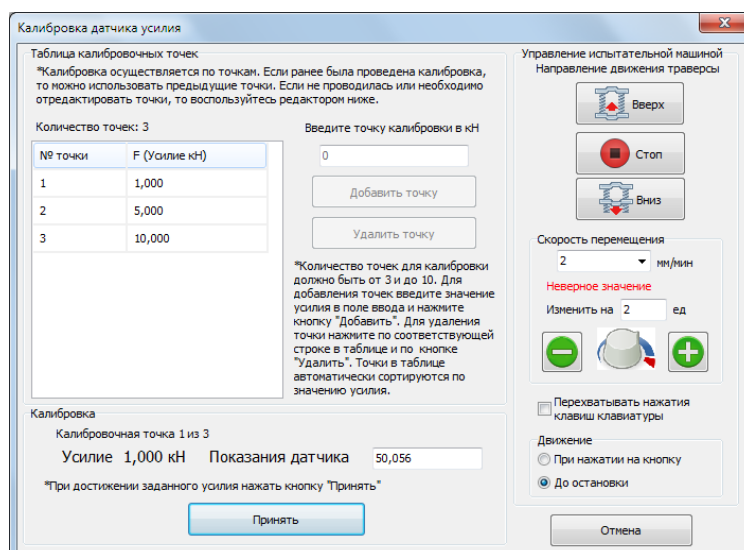 Калибровка датчика усилия
Таблица калибровочных точек
*Калибровка осуществляется по точкам. Если ранее была проведена калибровка,
то можно использовать предыдущие точки. Если не проводилась или необходимо
отредактировать точки, то воспользуйтесь редактором ниже.
Количество точек: 3
№ точки F (Усилие кН)
1 1,000
2 5,000
3 10,000
Введите точку калибровки в кН
0
Добавить точку
Удалить точку
*Количество точек для калибровки
должно быть от 3 и до 10. Для
добавления точек введите значение
усилия в поле ввода и нажмите
кнопку "Добавить". Для удаления
точки нажмите по соответствующей
строке в таблице и по кнопке
"Удалить". Точки в таблице
автоматически сортируются по
значению усилия.
Калибровка
Калибровочная точка 1 из 3
Усилие 1,000 кН Показания датчика 50,056
*При достижении заданного усилия нажать кнопку "Принять"
Принять
Управление испытательной машиной
Направление движения траверсы
Вверх
Стоп
Вниз
Скорость перемещения
2 мм/мин
Неверное значение
Изменить на 2 ед
Перехватывать нажатия
клавиш клавиатуры
Движение
При нажатии на кнопку
До остановки
Отмена